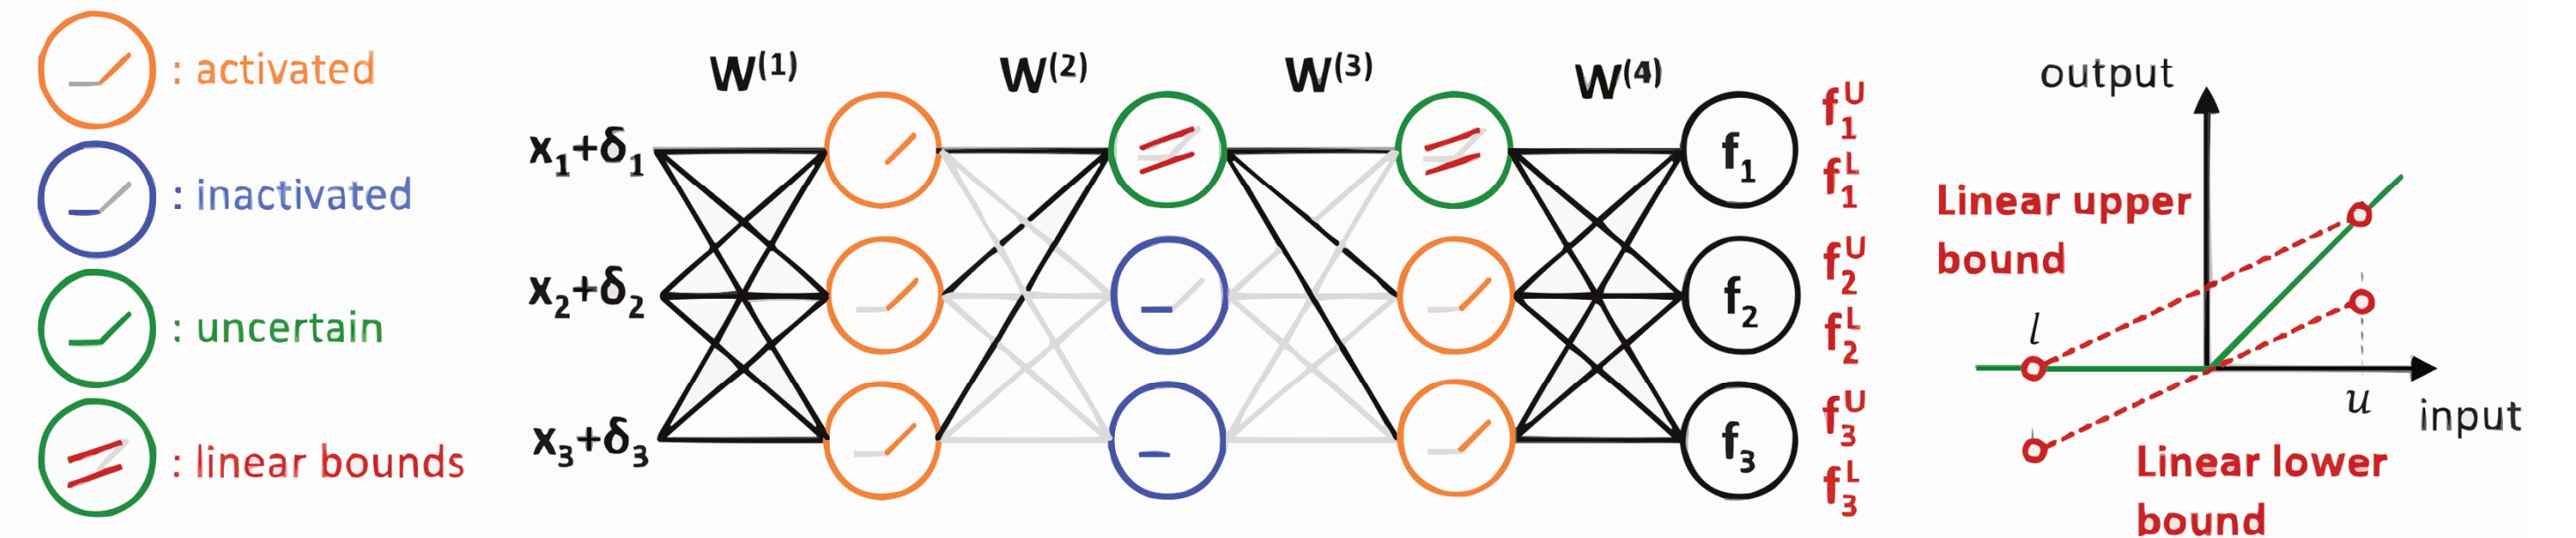 : activated
: inactivated
: uncertain
: linear bounds
W(1) W(2) W(3) W(4)
x1+δ1
x2+δ2
x3+δ3
f1
f2
f3
f1U
f1L
f2U
f2L
f3U
f3L
output
Linear upper
bound
l
u
input
Linear lower
bound